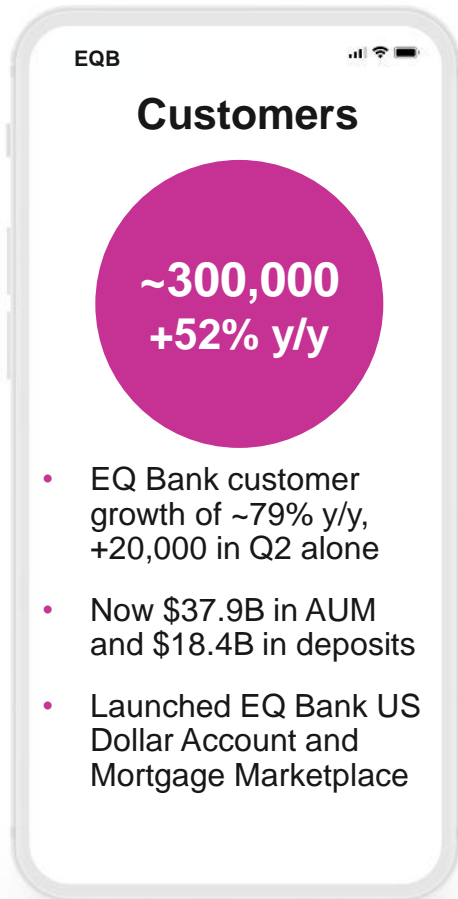 EQB
Customers
~300,000
+52% y/y
• EQ Bank customer
growth of ~79% y/y,
+20,000 in Q2 alone
• Now $37.9B in AUM
and $18.4B in deposits
• Launched EQ Bank US
Dollar Account and
Mortgage Marketplace